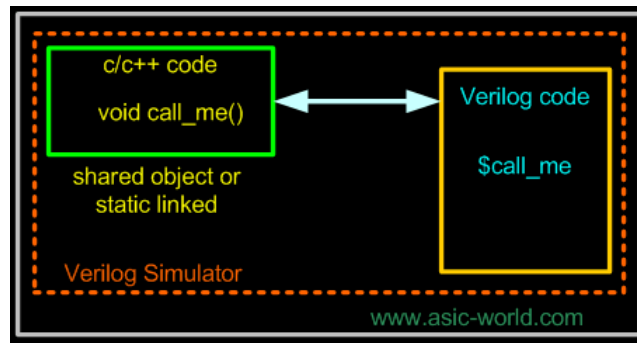 c/c++ code
void call_me()
shared object or
static linked
Verilog code
$call_me
Verilog Simulator
www.asic-world.com